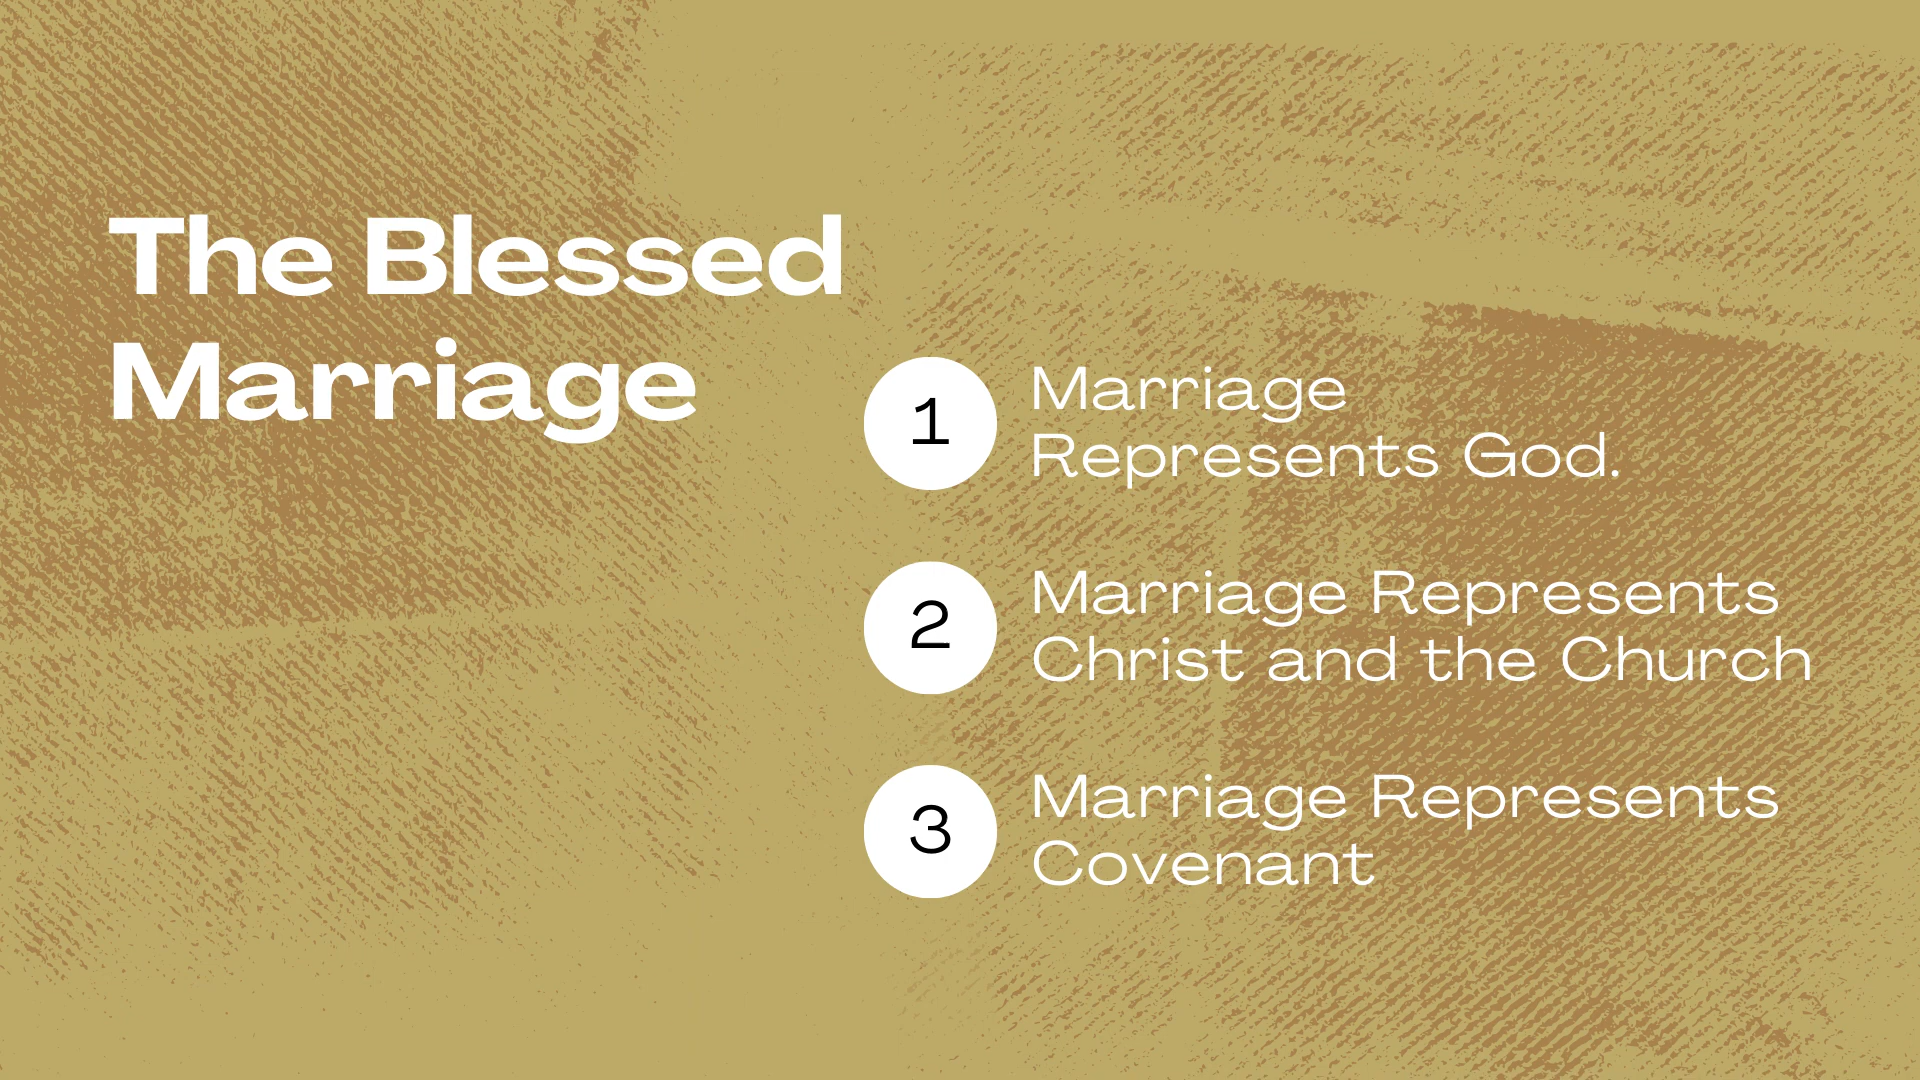 The Blessed
Marriage
1
Marriage
Represents God.
2
Marriage Represents
Christ and the Church
3
Marriage Represents
Covenant